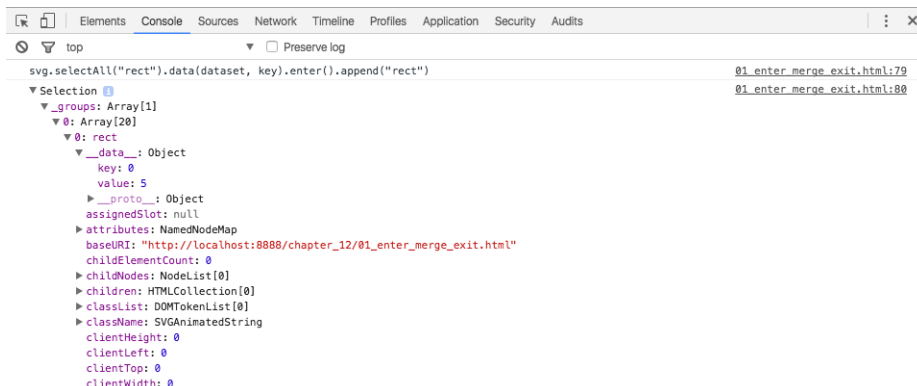 Elements Console Sources Network Timeline Profiles Application Security Audits
top Preserve log
svg.selectAll("rect").data(dataset, key).enter().append("rect") 01_enter_merge_exit.html:79
Selection 01_enter_merge_exit.html:80
_groups: Array[1]
0: Array[20]
0: rect
__data__: Object
key: 0
value: 5
__proto__: Object
assignedSlot: null
attributes: NamedNodeMap
baseURI: "http://localhost:8888/chapter_12/01_enter_merge_exit.html"
childElementCount: 0
childNodes: NodeList[0]
children: HTMLCollection[0]
classList: DOMTokenList[0]
className: SVGAnimatedString
clientHeight: 0
clientLeft: 0
clientTop: 0
clientWidth: 0